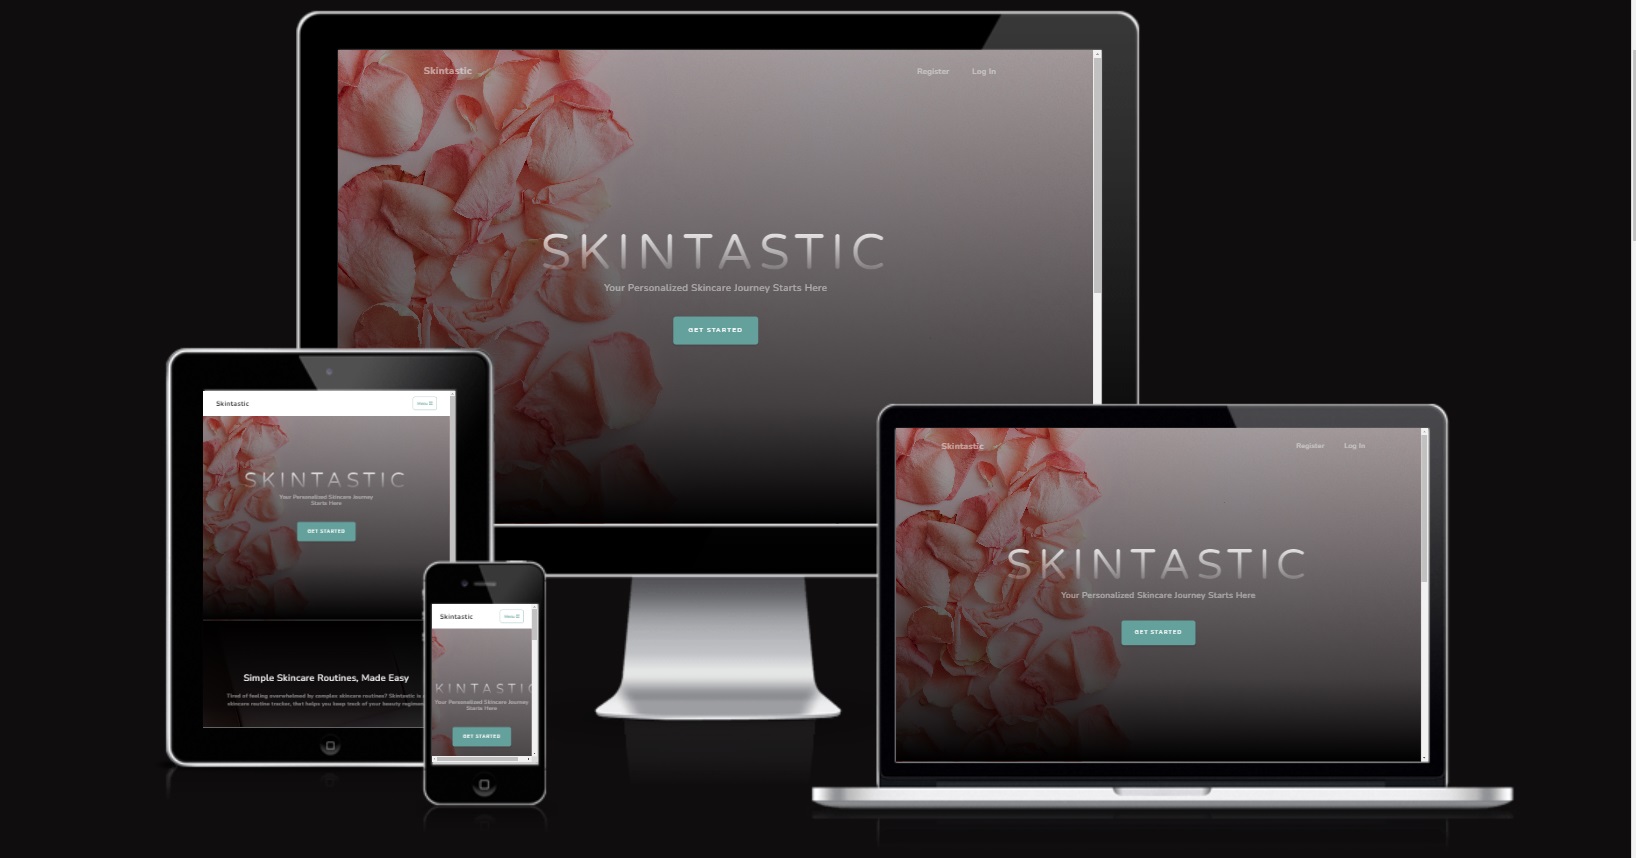 Skintastic
Register Log In
SKINTASTIC
Your Personalized Skincare Journey Starts Here
GET STARTED
Skintastic
Menu
SKINTASTIC
Your Personalized Skincare Journey
Starts Here
GET STARTED
Simple Skincare Routines, Made Easy
Tired of feeling overwhelmed by complex skincare routines? Skintastic is a
skincare routine tracker, that helps you keep track of your beauty regimen
Skintastic
Menu
KINTASTIC
Your Personalized Skincare Journey
Starts Here
GET STARTED
Skintastic
Register Log In
SKINTASTIC
Your Personalized Skincare Journey Starts Here
GET STARTED